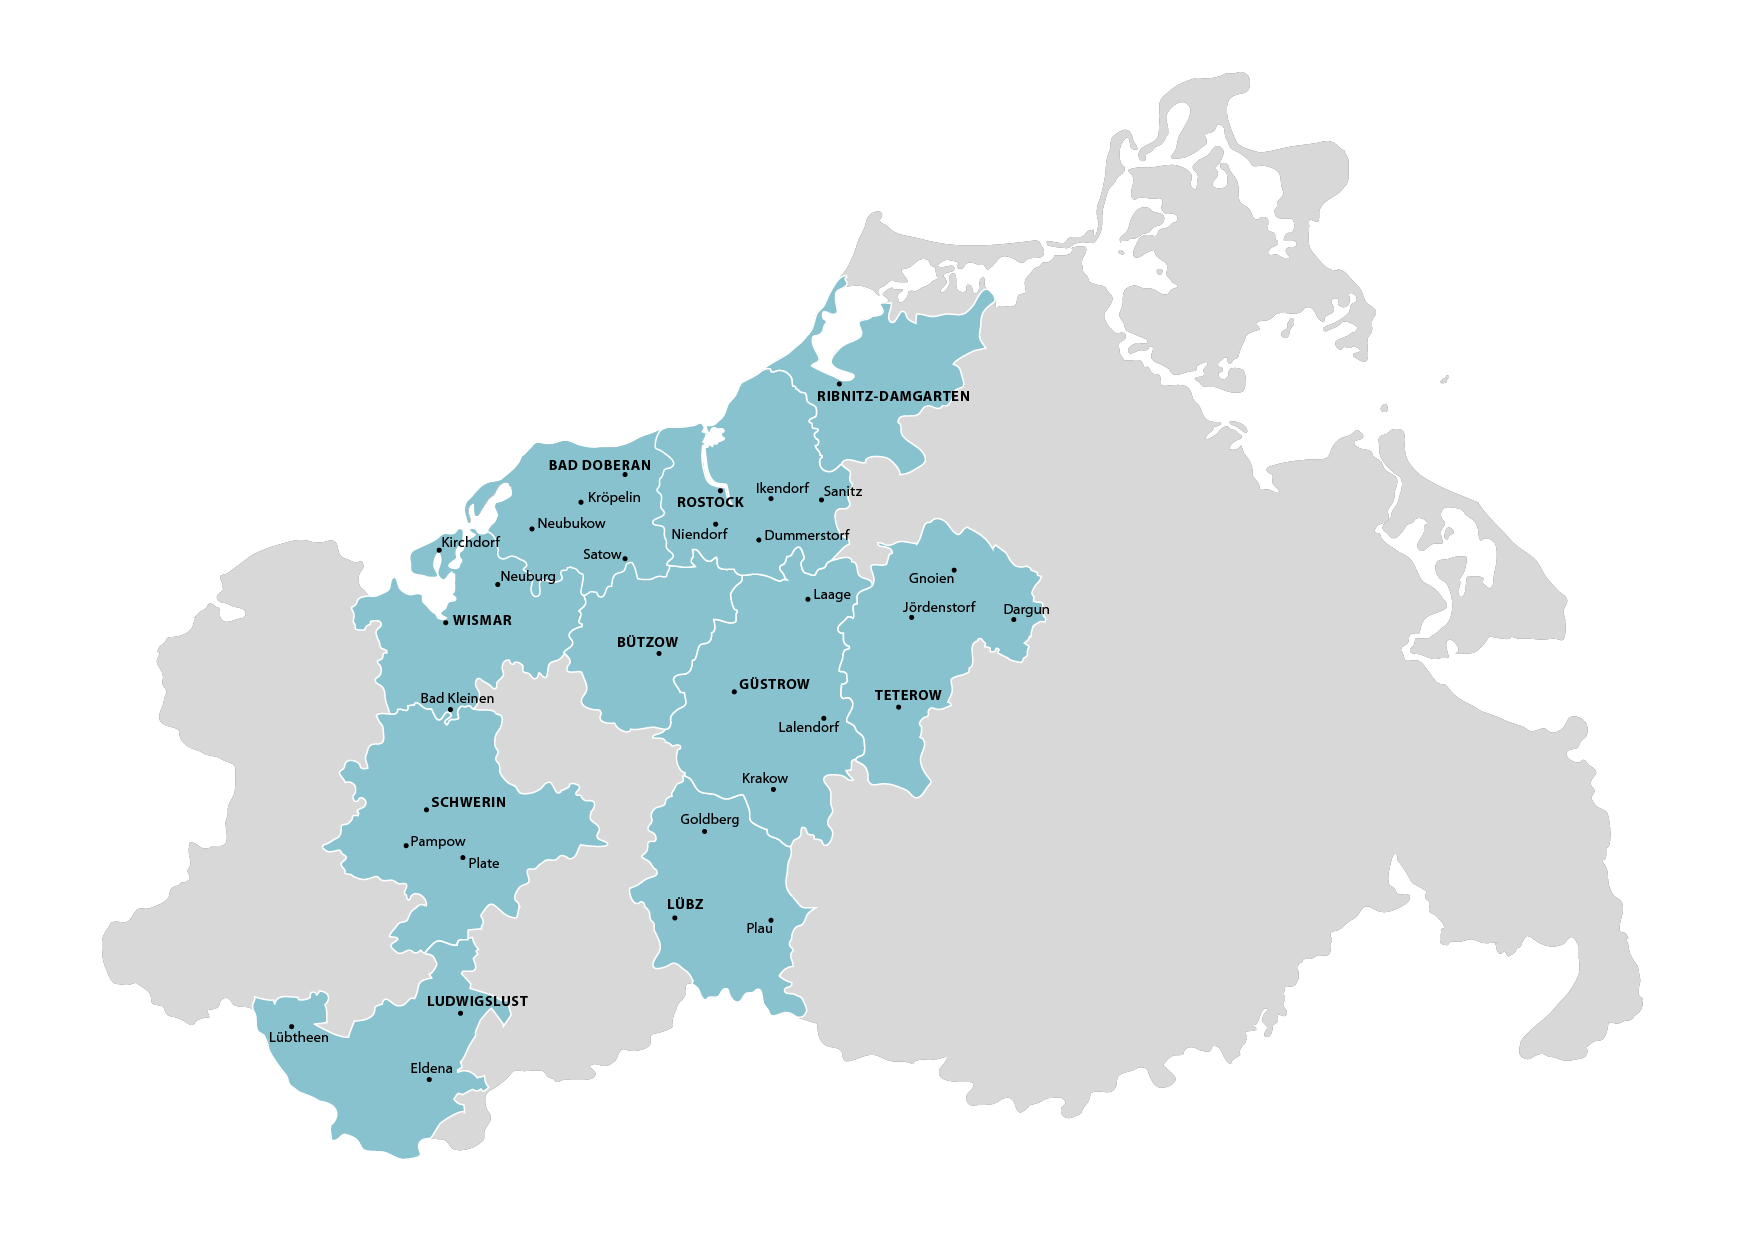 RIBNITZ-DAMGARTEN
BAD DOBERAN
Kröpelin
Neubukow
Satow
Kirchdorf
Neuburg
WISMAR
Bad Kleinen
ROSTOCK
Ikendorf
Sanitz
Niendorf
Dummerstorf
Gnoien
Jördenstorf
Dargun
TETEROW
Laage
BÜTZOW
GÜSTROW
Lalendorf
Krakow
SCHWERIN
Pampow
Plate
Goldberg
LÜBZ
Plau
LUDWIGSLUST
Lübtheen
Eldena